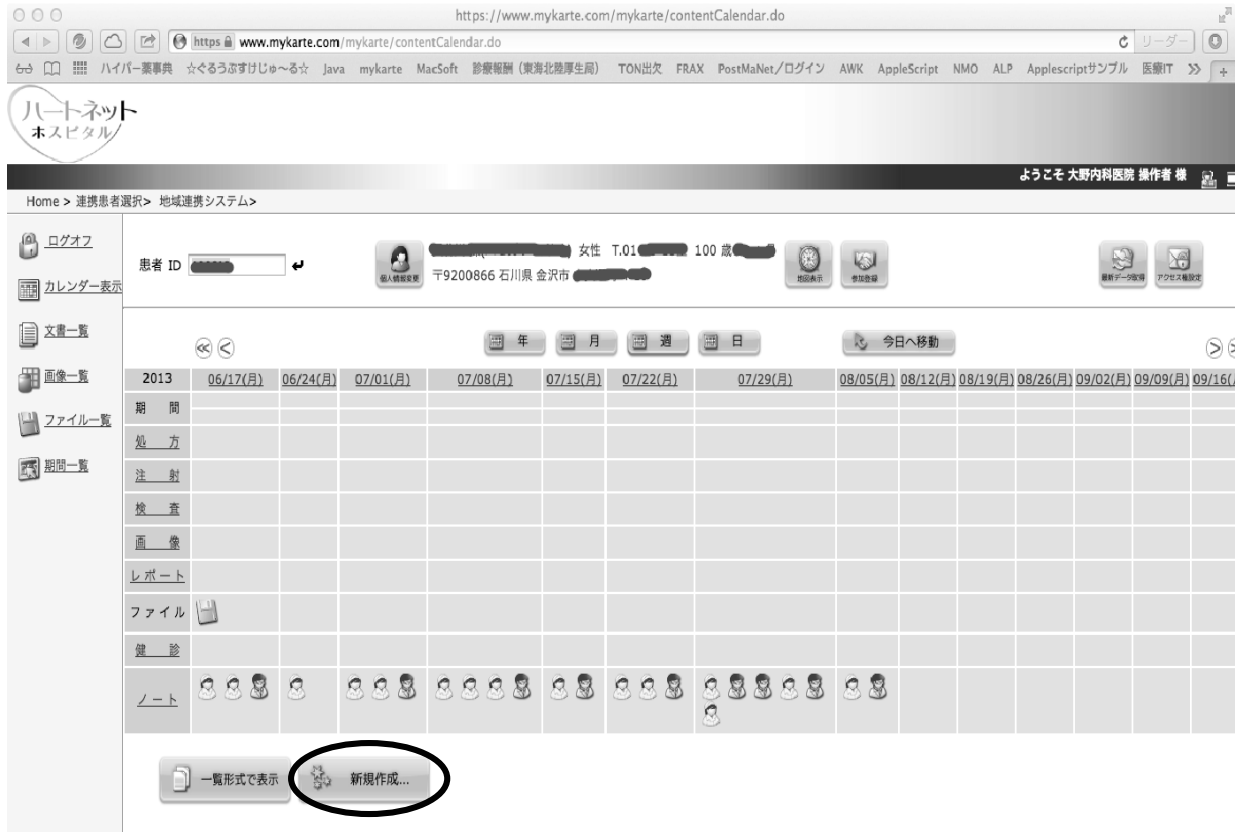 https://www.mykarte.com/mykarte/contentCalendar.do
https www.mykarte.com/mykarte/contentCalendar.do リーダー
ハイパー薬事典 ☆ぐるうぷすけじゅ〜る☆ Java mykarte MacSoft 診療報酬（東海北陸厚生局） TON出欠 FRAX PostMaNet／ログイン AWK AppleScript NMO ALP Applescriptサンプル 医療IT
ハートネット
ホスピタル
ようこそ 大野内科医院 操作者 様
Home > 連携患者選択> 地域連携システム>
ログオフ
カレンダー表示
文書一覧
画像一覧
ファイル一覧
期間一覧
患者 ID
個人情報変更
女性 T.01 100 歳
〒9200866 石川県 金沢市
地図表示
参加登録
最新データ取得
アクセス権設定
年 月 週 日 今日へ移動
2013 06/17(月) 06/24(月) 07/01(月) 07/08(月) 07/15(月) 07/22(月) 07/29(月) 08/05(月) 08/12(月) 08/19(月) 08/26(月) 09/02(月) 09/09(月) 09/16(
期 間
処 方
注 射
検 査
画 像
レポート
ファイル
健 診
ノート
一覧形式で表示 新規作成...